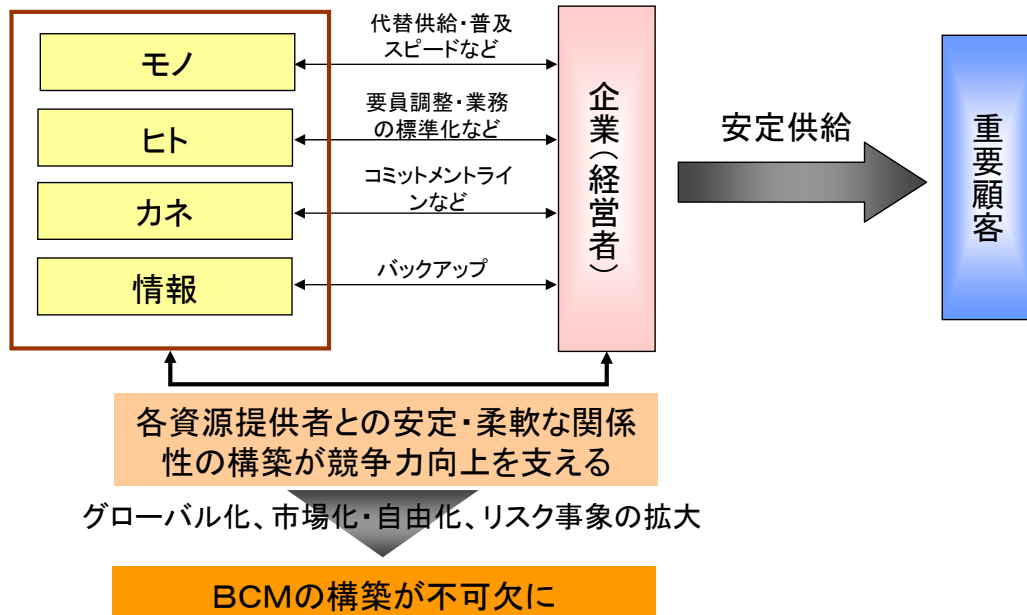 モノ
代替供給・普及
スピードなど
ヒト
要員調整・業務
の標準化など
カネ
コミットメントライ
ンなど
情報
バックアップ
企業(経営者)
安定供給
重要顧客
各資源提供者との安定・柔軟な関係
性の構築が競争力向上を支える
グローバル化、市場化・自由化、リスク事象の拡大
BCMの構築が不可欠に